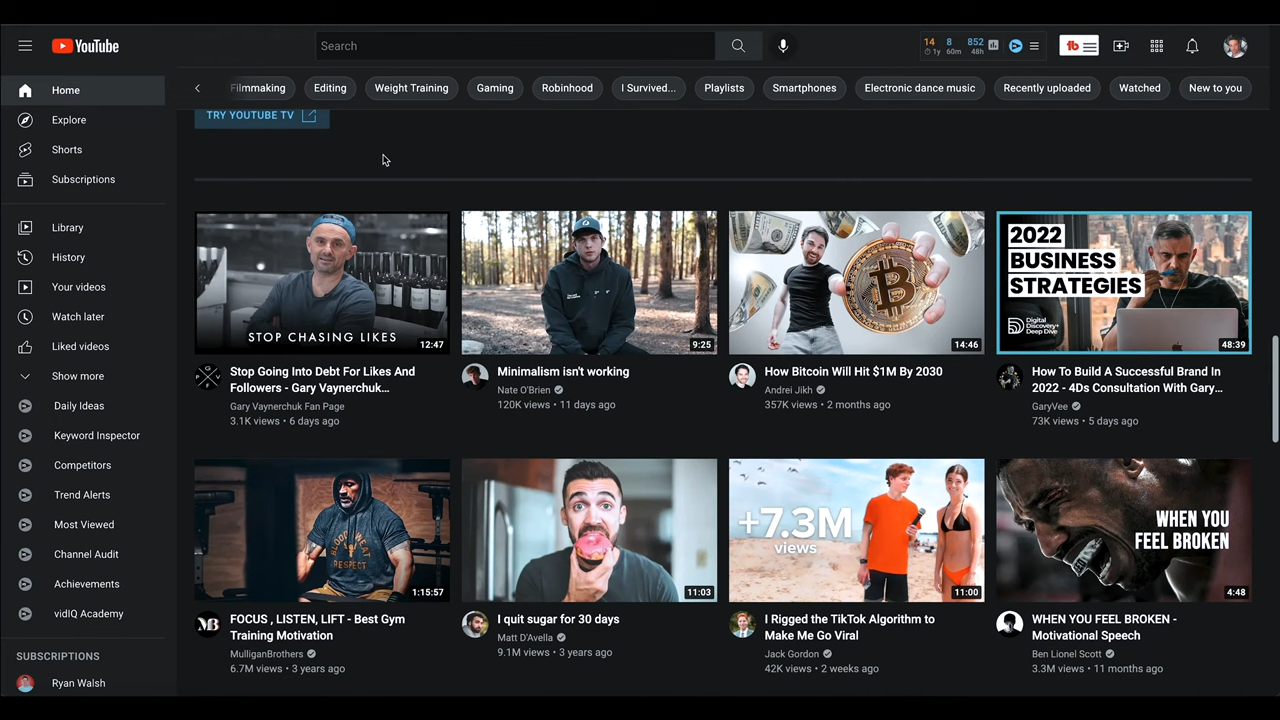 YouTube
Search
14 8 852
1y 60m 48h
tb
Filmmaking
Editing
Weight Training
Gaming
Robinhood
I Survived...
Playlists
Smartphones
Electronic dance music
Recently uploaded
Watched
New to you
Home
Explore
Shorts
Subscriptions
Library
History
Your videos
Watch later
Liked videos
Show more
Daily Ideas
Keyword Inspector
Competitors
Trend Alerts
Most Viewed
Channel Audit
Achievements
vidIQ Academy
SUBSCRIPTIONS
Ryan Walsh
TRY YOUTUBE TV
STOP CHASING LIKES
12:47
Stop Going Into Debt For Likes And
Followers - Gary Vaynerchuk...
Gary Vaynerchuk Fan Page
3.1K views • 6 days ago
9:25
Minimalism isn't working
Nate O'Brien
120K views • 11 days ago
14:46
How Bitcoin Will Hit $1M By 2030
Andrei Jikh
357K views • 2 months ago
2022
BUSINESS
STRATEGIES
Digital
Discovery+
Deep Dive
48:39
How To Build A Successful Brand In
2022 - 4Ds Consultation With Gary...
GaryVee
73K views • 5 days ago
BLOOD SWEAT
RESPECT
1:15:57
FOCUS , LISTEN, LIFT - Best Gym
Training Motivation
MulliganBrothers
6.7M views • 3 years ago
11:03
I quit sugar for 30 days
Matt D'Avella
9.1M views • 3 years ago
+7.3M
views
11:00
I Rigged the TikTok Algorithm to
Make Me Go Viral
Jack Gordon
42K views • 2 weeks ago
WHEN YOU
FEEL BROKEN
4:48
WHEN YOU FEEL BROKEN -
Motivational Speech
Ben Lionel Scott
3.3M views • 11 months ago